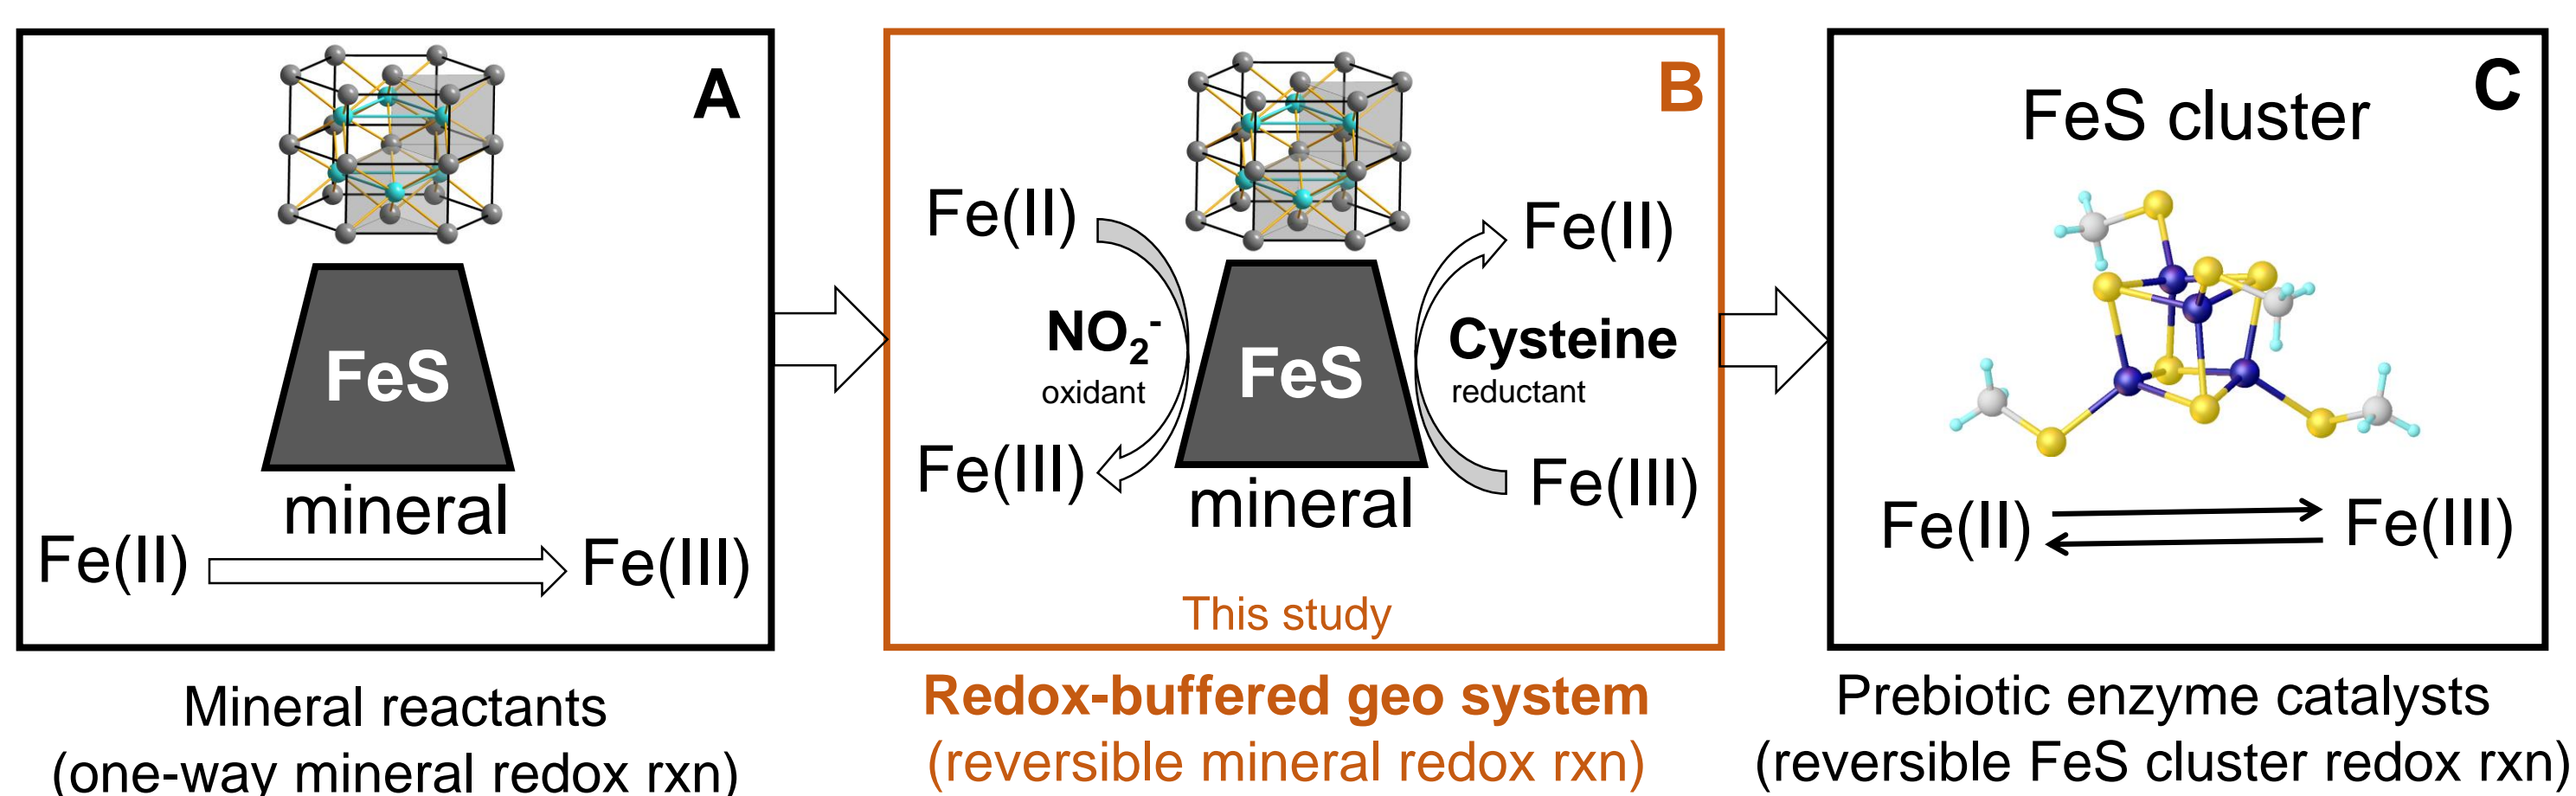 A
FeS
mineral
Fe(II)
Fe(III)
Mineral reactants
(one-way mineral redox rxn)
B
Fe(II)
Fe(II)
NO₂⁻
oxidant
FeS
Cysteine
reductant
Fe(III)
Fe(III)
mineral
This study
Redox-buffered geo system
(reversible mineral redox rxn)
C
FeS cluster
Fe(II)
Fe(III)
Prebiotic enzyme catalysts
(reversible FeS cluster redox rxn)